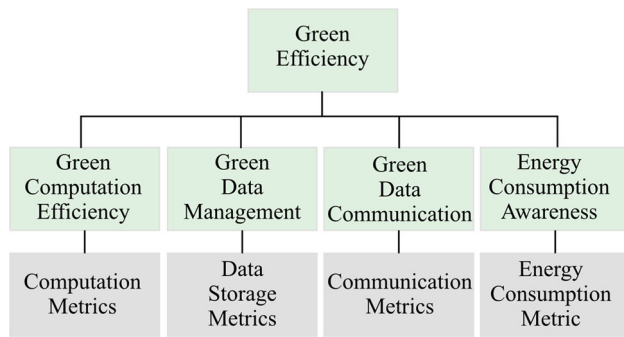 Green
Efficiency
Green
Computation
Efficiency
Green
Data
Management
Green
Data
Communication
Energy
Consumption
Awareness
Computation
Metrics
Data
Storage
Metrics
Communication
Metrics
Energy
Consumption
Metric